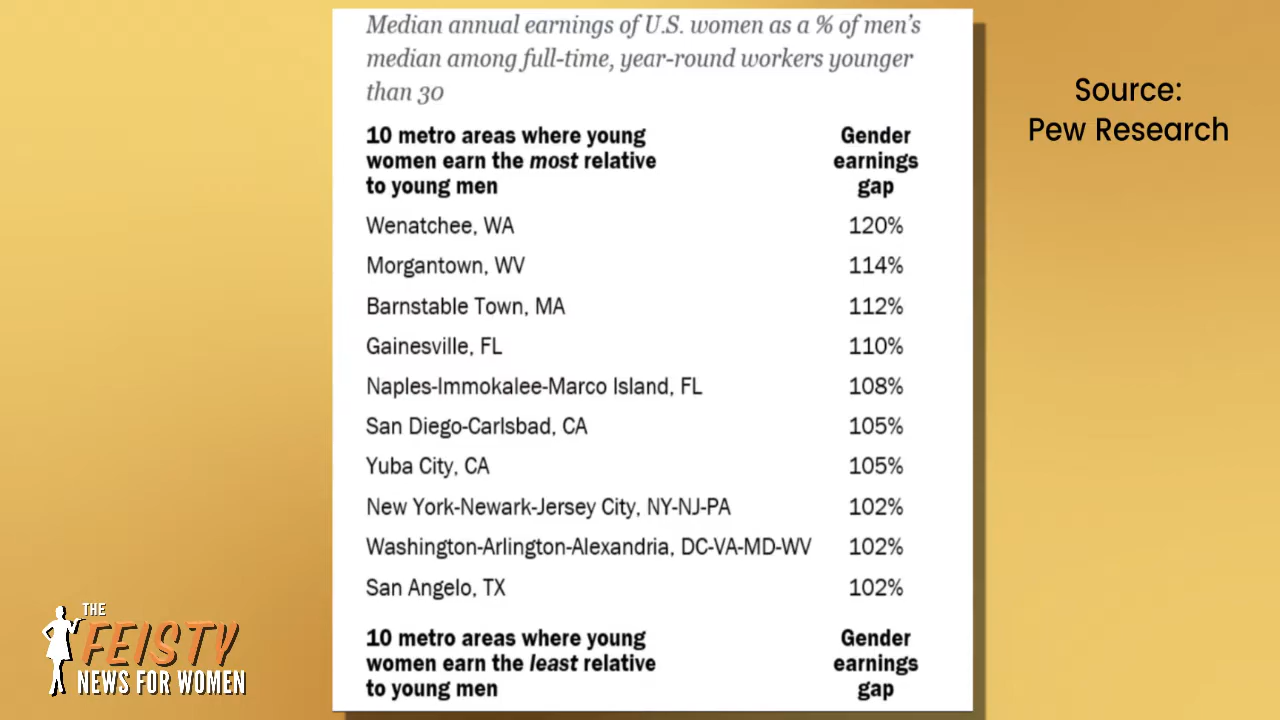 Median annual earnings of U.S. women as a % of men's
median among full-time, year-round workers younger
than 30
Source:
Pew Research
10 metro areas where young
women earn the most relative
to young men
Gender
earnings
gap
Wenatchee, WA 120%
Morgantown, WV 114%
Barnstable Town, MA 112%
Gainesville, FL 110%
Naples-Immokalee-Marco Island, FL 108%
San Diego-Carlsbad, CA 105%
Yuba City, CA 105%
New York-Newark-Jersey City, NY-NJ-PA 102%
Washington-Arlington-Alexandria, DC-VA-MD-WV 102%
San Angelo, TX 102%
10 metro areas where young
women earn the least relative
to young men
Gender
earnings
gap
THE
FEISTY
NEWS FOR WOMEN